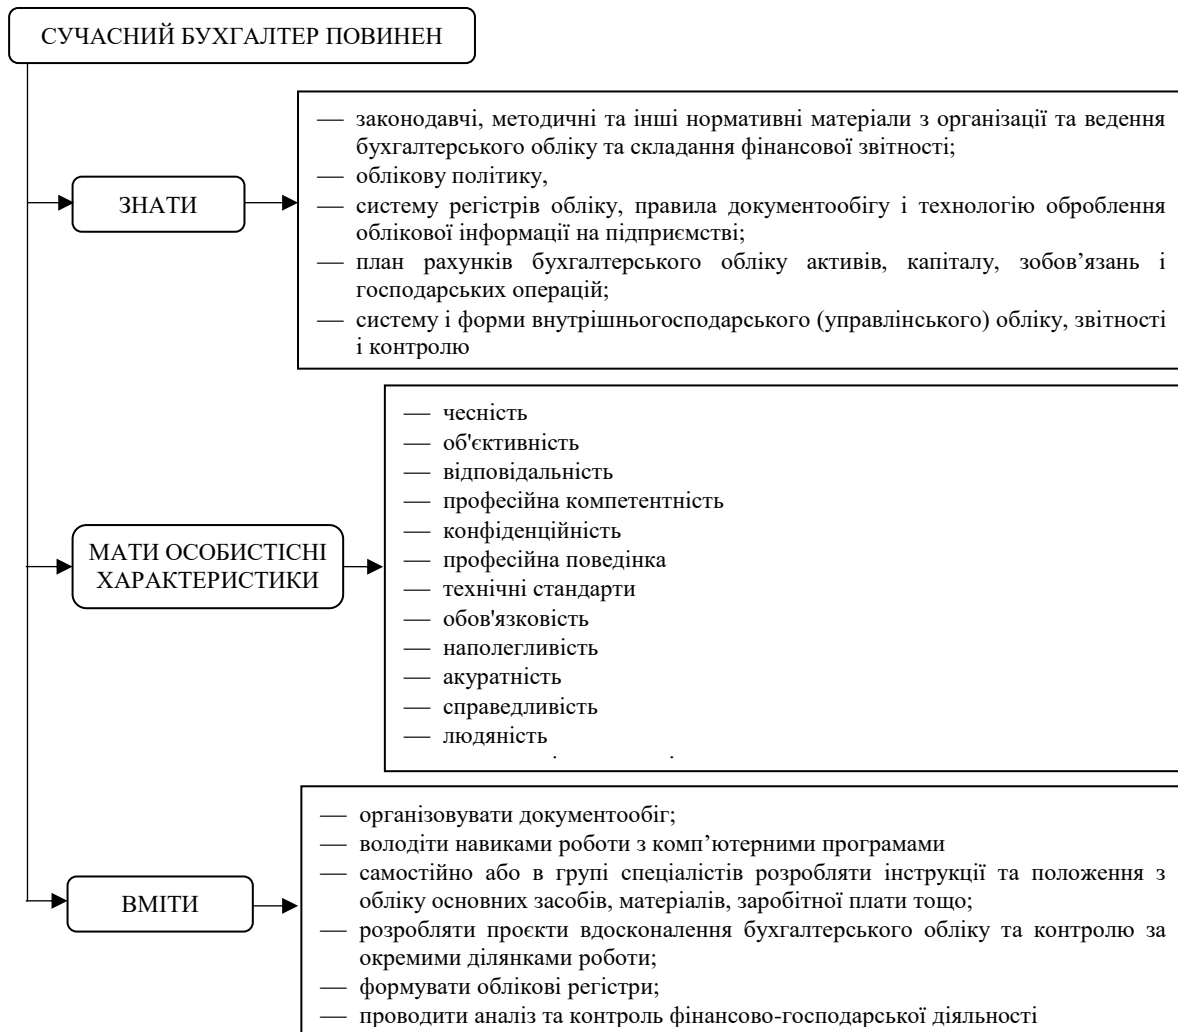 СУЧАСНИЙ БУХГАЛТЕР ПОВИНЕН
ЗНАТИ
— законодавчі, методичні та інші нормативні матеріали з організації та ведення
бухгалтерського обліку та складання фінансової звітності;
— облікову політику,
— систему регістрів обліку, правила документообігу і технологію оброблення
облікової інформації на підприємстві;
— план рахунків бухгалтерського обліку активів, капіталу, зобов’язань і
господарських операцій;
— систему і форми внутрішньогосподарського (управлінського) обліку, звітності
і контролю
МАТИ ОСОБИСТІСНІ
ХАРАКТЕРИСТИКИ
— чесність
— об'єктивність
— відповідальність
— професійна компетентність
— конфіденційність
— професійна поведінка
— технічні стандарти
— обов'язковість
— наполегливість
— акуратність
— справедливість
— людяність
ВМІТИ
— організовувати документообіг;
— володіти навиками роботи з комп’ютерними програмами
— самостійно або в групі спеціалістів розробляти інструкції та положення з
обліку основних засобів, матеріалів, заробітної плати тощо;
— розробляти проєкти вдосконалення бухгалтерського обліку та контролю за
окремими ділянками роботи;
— формувати облікові регістри;
— проводити аналіз та контроль фінансово-господарської діяльності